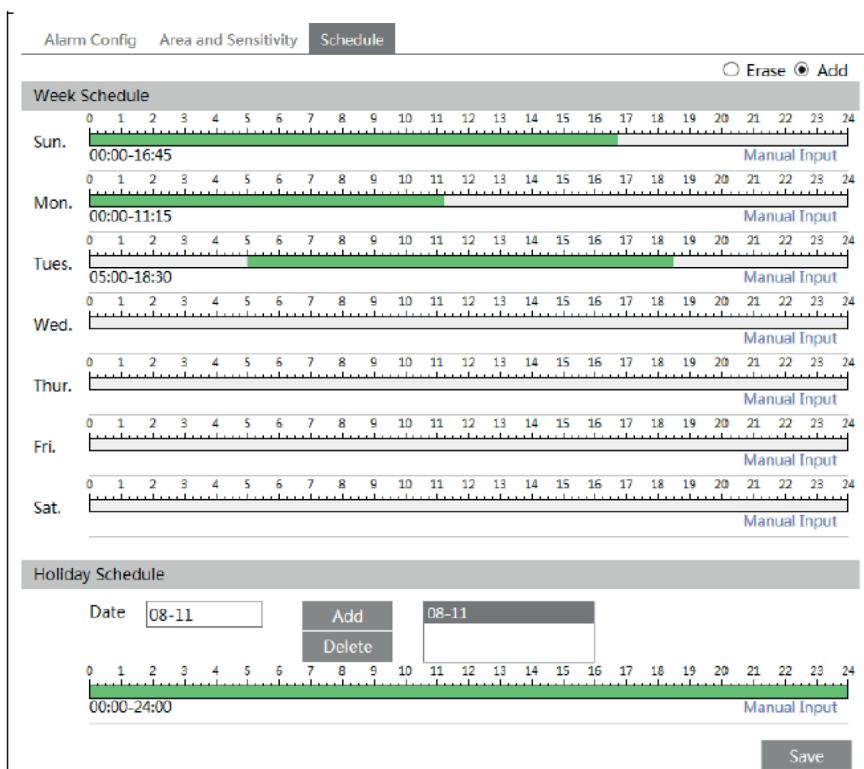 Alarm Config Area and Sensitivity Schedule
Erase Add
Week Schedule
0 1 2 3 4 5 6 7 8 9 10 11 12 13 14 15 16 17 18 19 20 21 22 23 24
Sun.
00:00-16:45 Manual Input
0 1 2 3 4 5 6 7 8 9 10 11 12 13 14 15 16 17 18 19 20 21 22 23 24
Mon.
00:00-11:15 Manual Input
0 1 2 3 4 5 6 7 8 9 10 11 12 13 14 15 16 17 18 19 20 21 22 23 24
Tues.
05:00-18:30 Manual Input
0 1 2 3 4 5 6 7 8 9 10 11 12 13 14 15 16 17 18 19 20 21 22 23 24
Wed.
Manual Input
0 1 2 3 4 5 6 7 8 9 10 11 12 13 14 15 16 17 18 19 20 21 22 23 24
Thur.
Manual Input
0 1 2 3 4 5 6 7 8 9 10 11 12 13 14 15 16 17 18 19 20 21 22 23 24
Fri.
Manual Input
0 1 2 3 4 5 6 7 8 9 10 11 12 13 14 15 16 17 18 19 20 21 22 23 24
Sat.
Manual Input
Holiday Schedule
Date 08-11 Add 08-11
Delete
0 1 2 3 4 5 6 7 8 9 10 11 12 13 14 15 16 17 18 19 20 21 22 23 24
00:00-24:00 Manual Input
Save